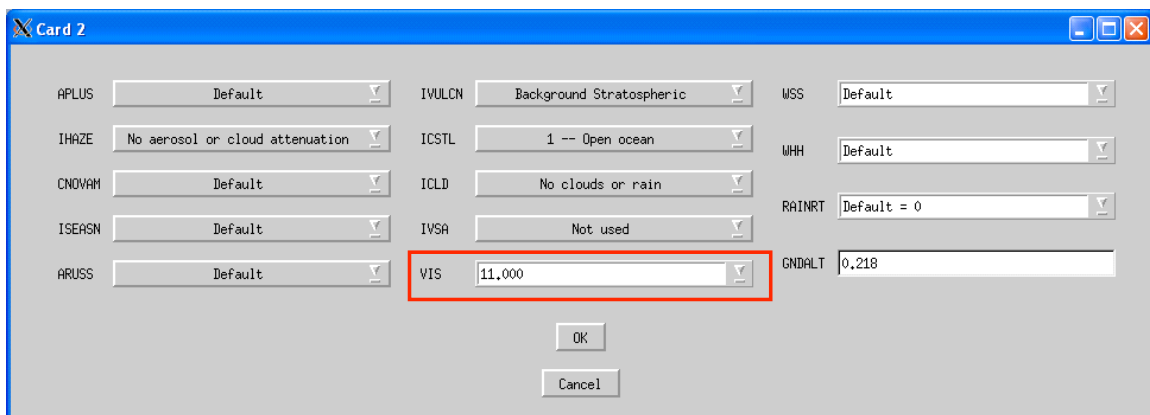 Card 2
APLUS Default
IHAZE No aerosol or cloud attenuation
CNOVAM Default
ISEASN Default
ARUSS Default
IVULCN Background Stratospheric
ICSTL 1 -- Open ocean
ICLD No clouds or rain
IVSA Not used
VIS 11.000
WSS Default
WHH Default
RAINRT Default = 0
GNDALT 0.218
OK
Cancel